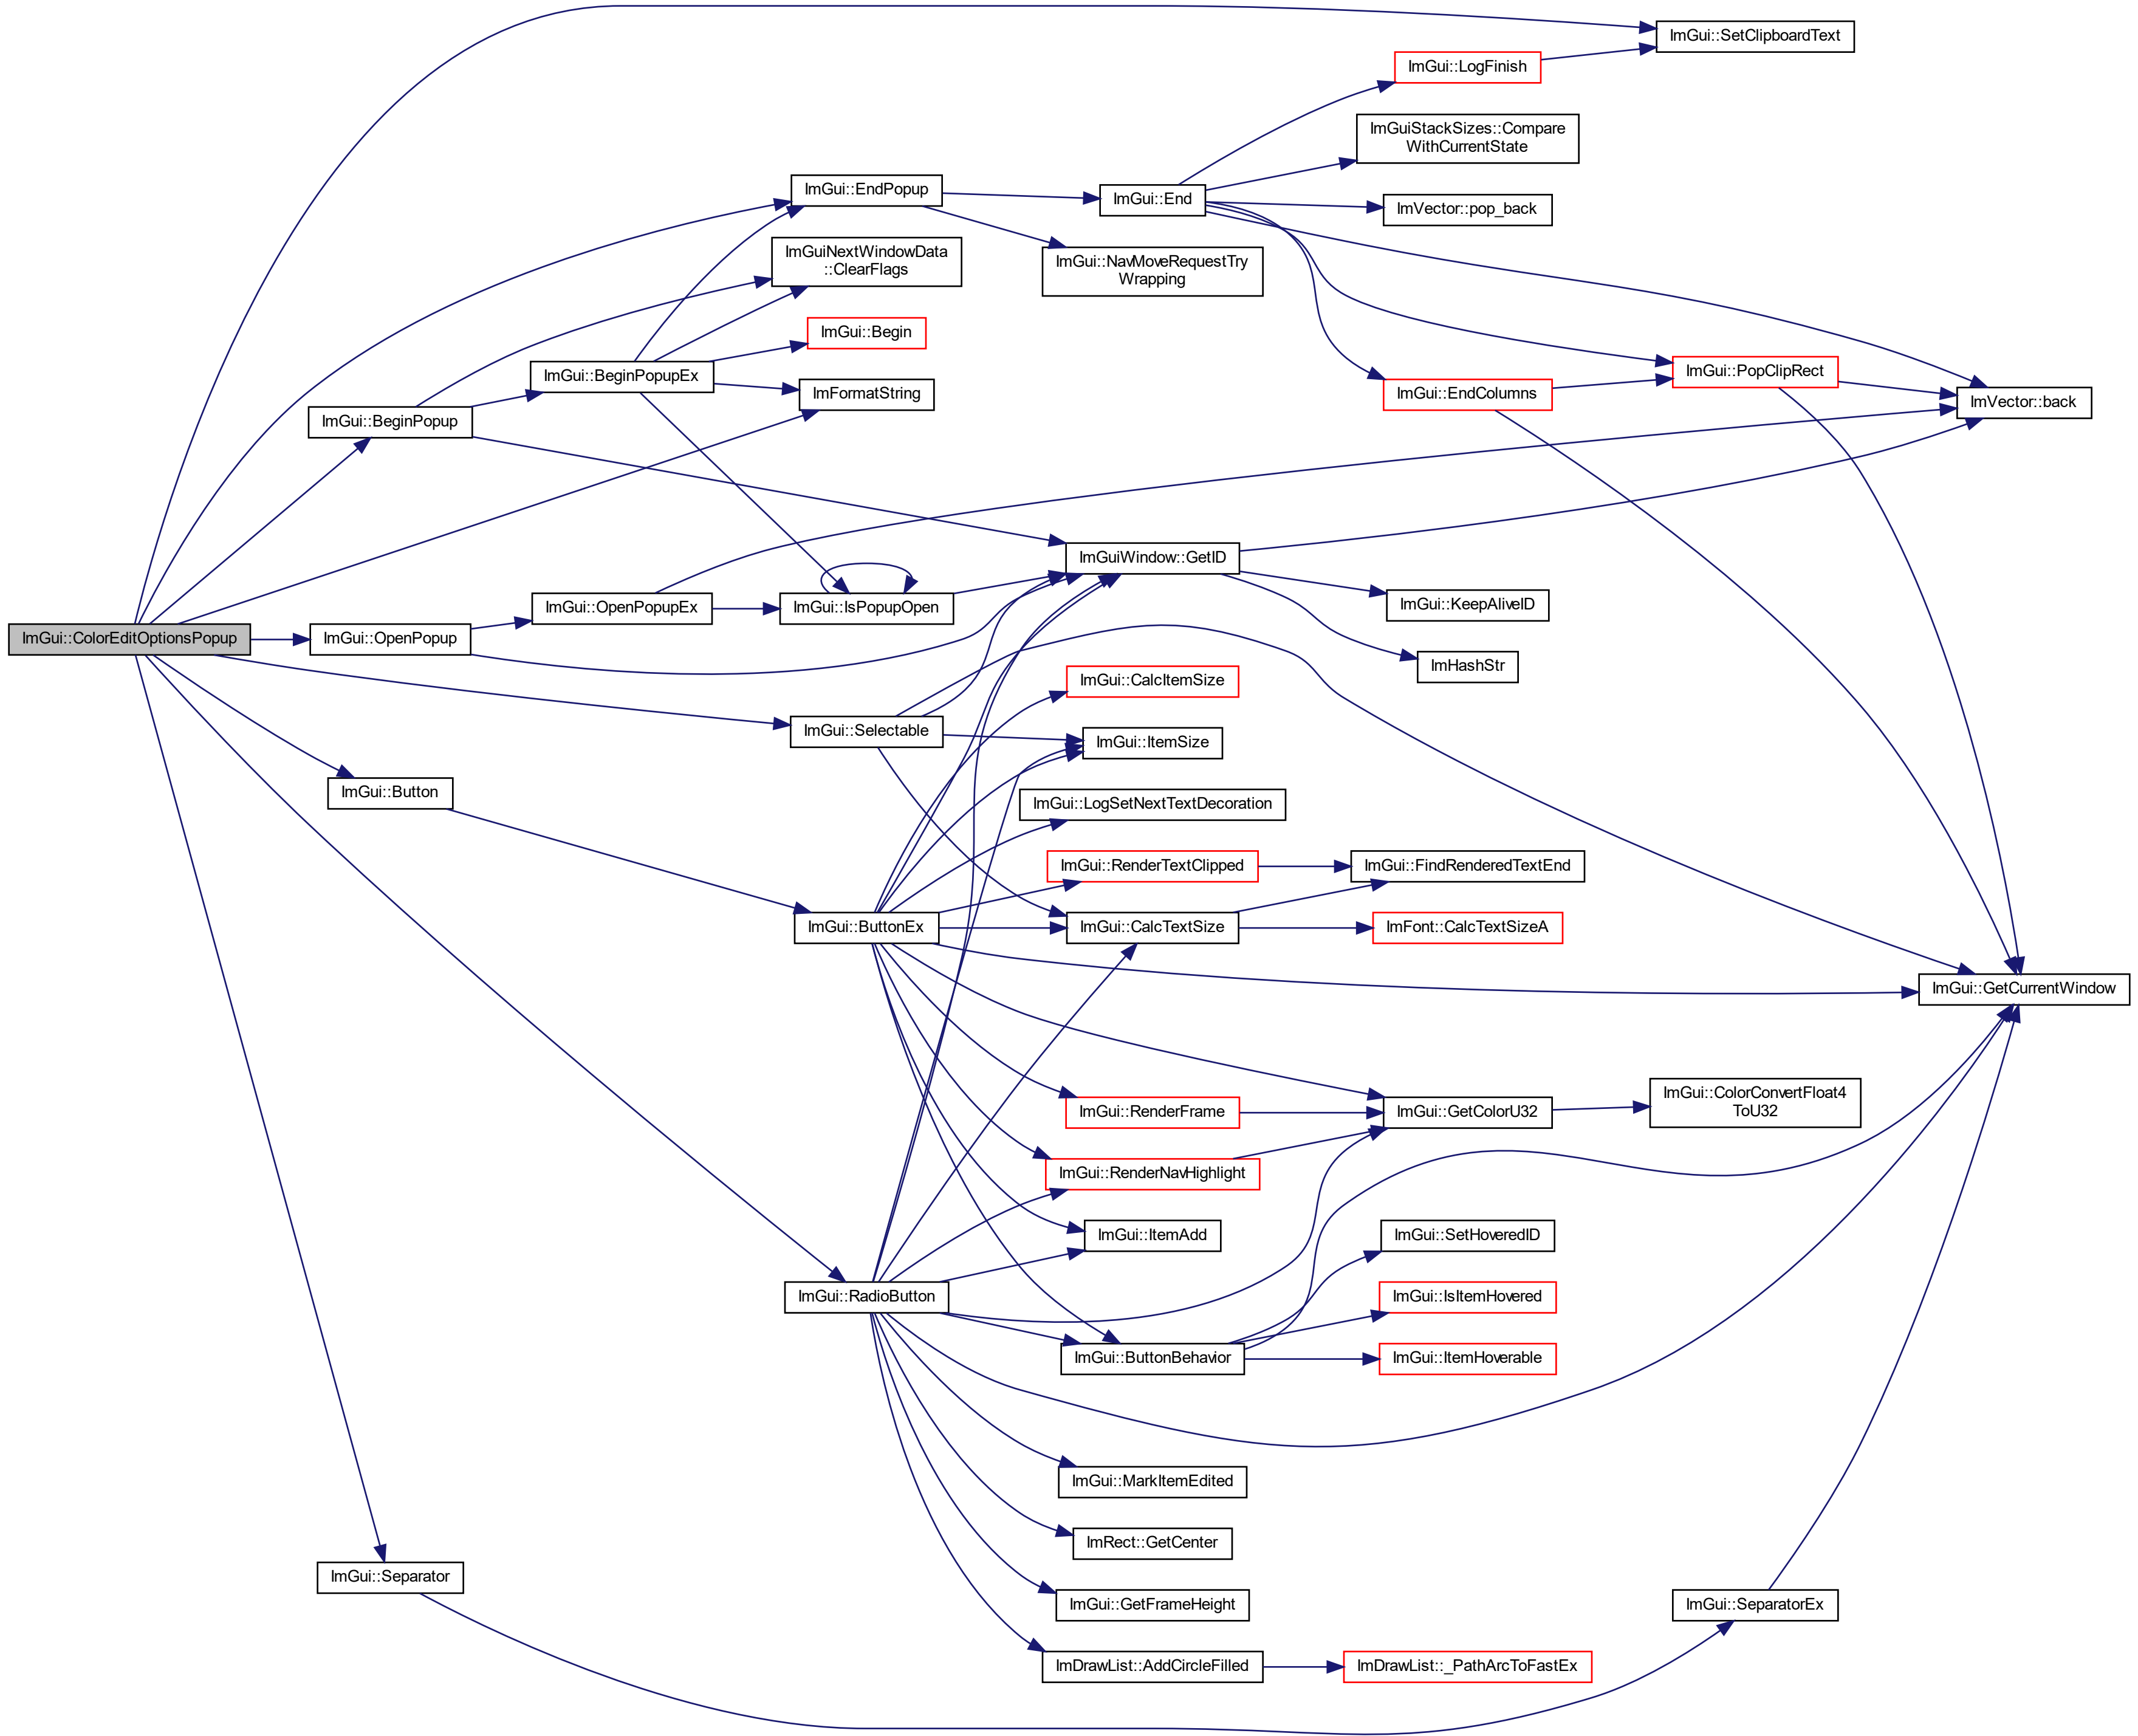 ImGui::SetClipboardText
ImGui::LogFinish
ImGuiStackSizes::Compare
WithCurrentState
ImGui::EndPopup
ImGui::End
ImVector::pop_back
ImGuiNextWindowData
::ClearFlags
ImGui::NavMoveRequestTry
Wrapping
ImGui::Begin
ImGui::BeginPopupEx
ImGui::PopClipRect
ImFormatString
ImGui::EndColumns
ImVector::back
ImGui::BeginPopup
ImGuiWindow::GetID
ImGui::OpenPopupEx
ImGui::IsPopupOpen
ImGui::KeepAliveID
ImGui::ColorEditOptionsPopup
ImGui::OpenPopup
ImHashStr
ImGui::CalcItemSize
ImGui::Selectable
ImGui::ItemSize
ImGui::Button
ImGui::LogSetNextTextDecoration
ImGui::RenderTextClipped
ImGui::FindRenderedTextEnd
ImGui::ButtonEx
ImGui::CalcTextSize
ImFont::CalcTextSizeA
ImGui::GetCurrentWindow
ImGui::ColorConvertFloat4
ToU32
ImGui::RenderFrame
ImGui::GetColorU32
ImGui::RenderNavHighlight
ImGui::ItemAdd
ImGui::SetHoveredID
ImGui::RadioButton
ImGui::IsItemHovered
ImGui::ButtonBehavior
ImGui::ItemHoverable
ImGui::MarkItemEdited
ImRect::GetCenter
ImGui::Separator
ImGui::GetFrameHeight
ImGui::SeparatorEx
ImDrawList::AddCircleFilled
ImDrawList::_PathArcToFastEx